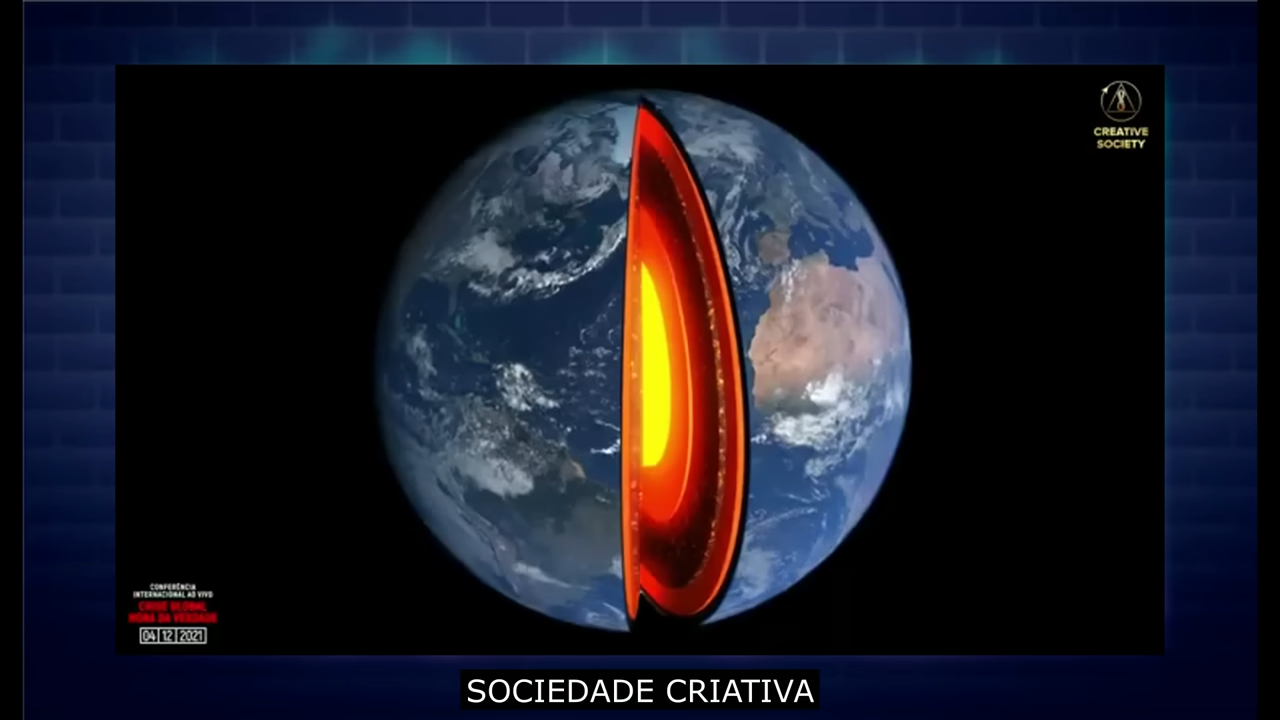 CREATIVE
SOCIETY
CONFERÊNCIA
INTERNACIONAL AO VIVO
CRISE GLOBAL
HORA DA VERDADE
04 12 2021
SOCIEDADE CRIATIVA